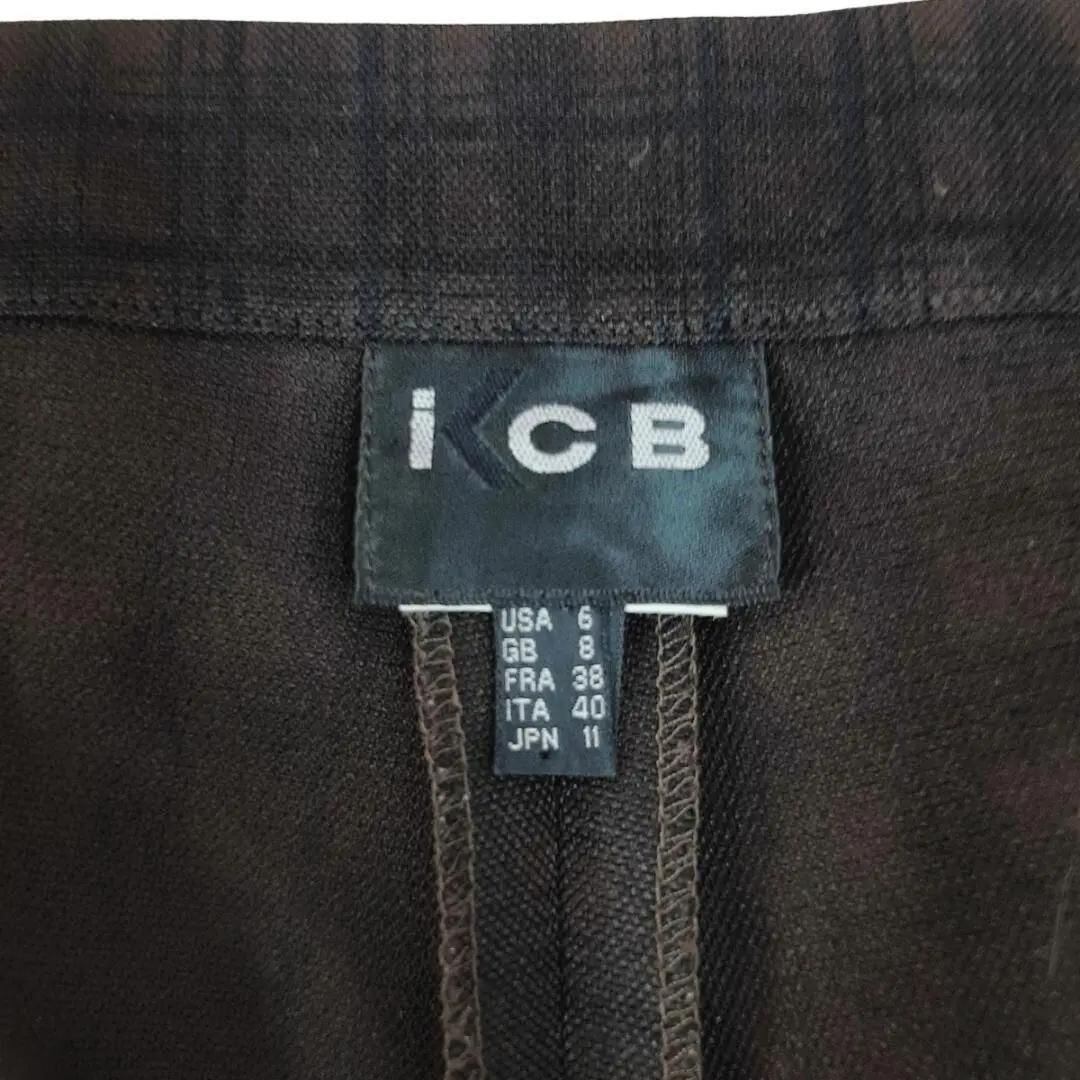 iCB
USA 6
GB 8
FRA 38
ITA 40
JPN 11